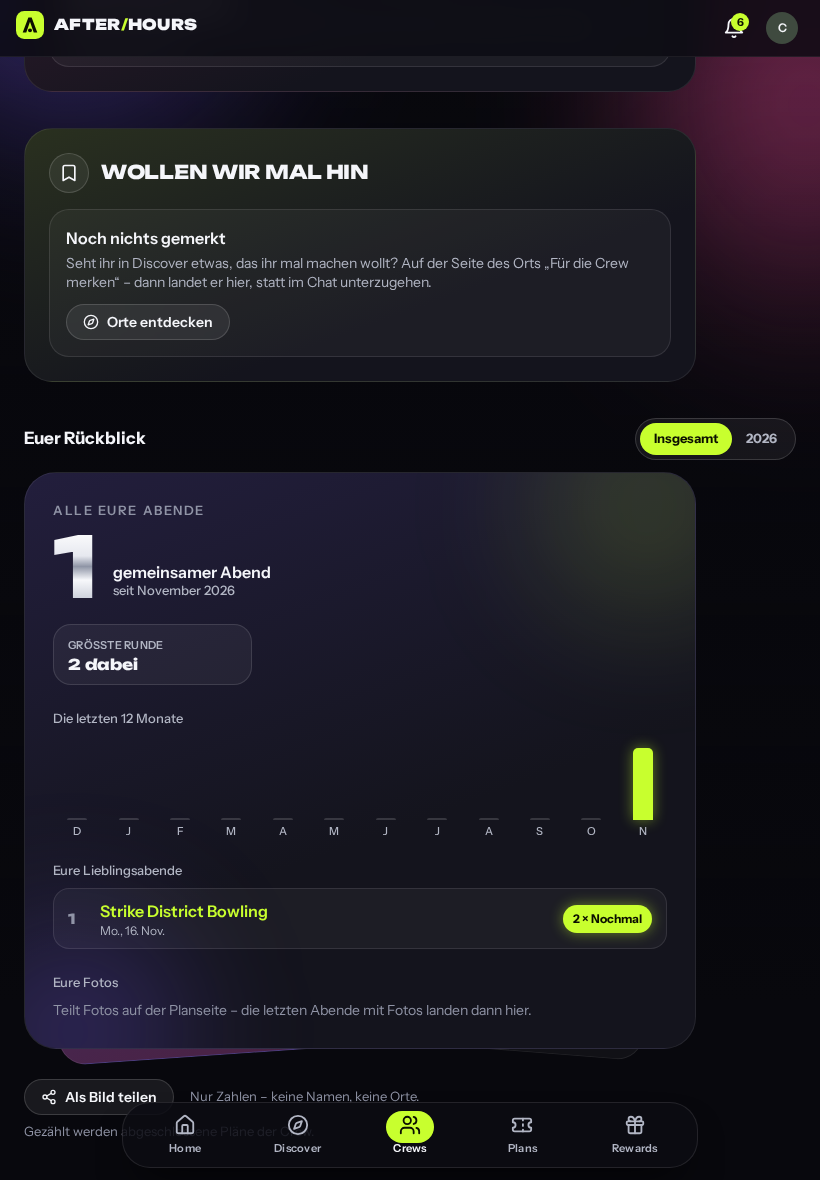 AFTER/HOURS
6
C
WOLLEN WIR MAL HIN
Noch nichts gemerkt
Seht ihr in Discover etwas, das ihr mal machen wollt? Auf der Seite des Orts „Für die Crew
merken“ – dann landet er hier, statt im Chat unterzugehen.
Orte entdecken
Euer Rückblick
Insgesamt
2026
ALLE EURE ABENDE
1
gemeinsamer Abend
seit November 2026
GRÖSSTE RUNDE
2 dabei
Die letzten 12 Monate
D J F M A M J J A S O N
Eure Lieblingsabende
1
Strike District Bowling
Mo., 16. Nov.
2 × Nochmal
Eure Fotos
Teilt Fotos auf der Planseite – die letzten Abende mit Fotos landen dann hier.
Als Bild teilen
Nur Zahlen – keine Namen, keine Orte.
Gezählt werden abgeschlossene Pläne der Crew.
Home
Discover
Crews
Plans
Rewards